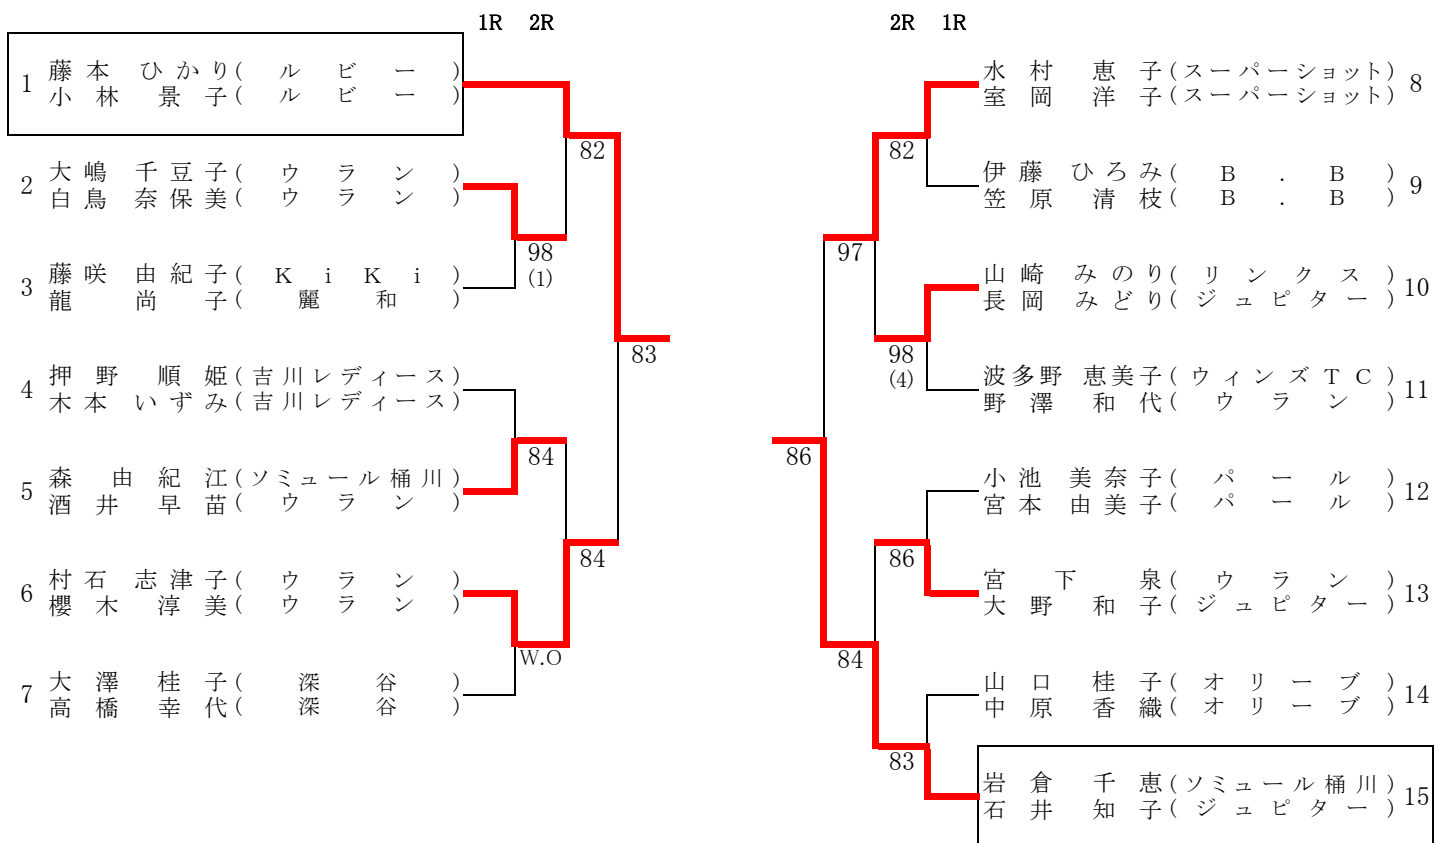 1R 2R
1 藤本 ひかり(ルビー)
小林 景子(ルビー)
82
2 大嶋 千豆子(ウラン)
白鳥 奈保美(ウラン)
98
(1)
3 藤咲 由紀子(KiKi)
龍 尚子(麗和)
83
4 押野 順姫(吉川レディース)
木本 いずみ(吉川レディース)
84
5 森 由紀江(ソミュール桶川)
酒井 早苗(ウラン)
84
6 村石 志津子(ウラン)
櫻木 淳美(ウラン)
W.O
7 大澤 桂子(深谷)
高橋 幸代(深谷)
2R 1R
水村 恵子(スーパーショット) 8
室岡 洋子(スーパーショット)
82
伊藤 ひろみ(B.B) 9
笠原 清枝(B.B)
97
山崎 みのり(リンクス) 10
長岡 みどり(ジュピター)
98
(4)
波多野 恵美子(ウィンズTC) 11
野澤 和代(ウラン)
86
小池 美奈子(パール) 12
宮本 由美子(パール)
86
宮下 泉(ウラン) 13
大野 和子(ジュピター)
84
山口 桂子(オリーブ) 14
中原 香織(オリーブ)
83
岩倉 千恵(ソミュール桶川) 15
石井 知子(ジュピター)